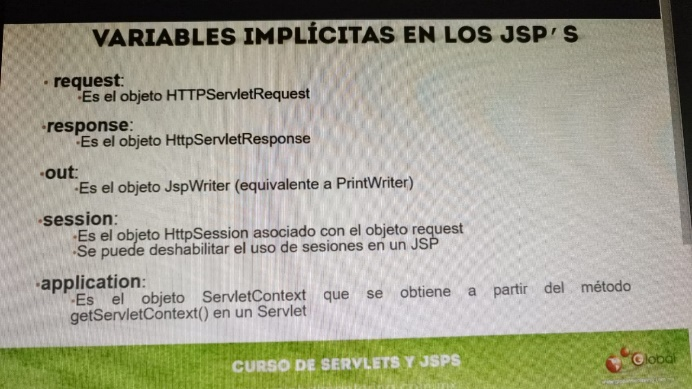 VARIABLES IMPLÍCITAS EN LOS JSP'S
• request:
•Es el objeto HTTPServletRequest
•response:
•Es el objeto HttpServletResponse
•out:
•Es el objeto JspWriter (equivalente a PrintWriter)
•session:
•Es el objeto HttpSession asociado con el objeto request
•Se puede deshabilitar el uso de sesiones en un JSP
•application:
•Es el objeto ServletContext que se obtiene a partir del método
getServletContext() en un Servlet
CURSO DE SERVLETS Y JSPS
Global